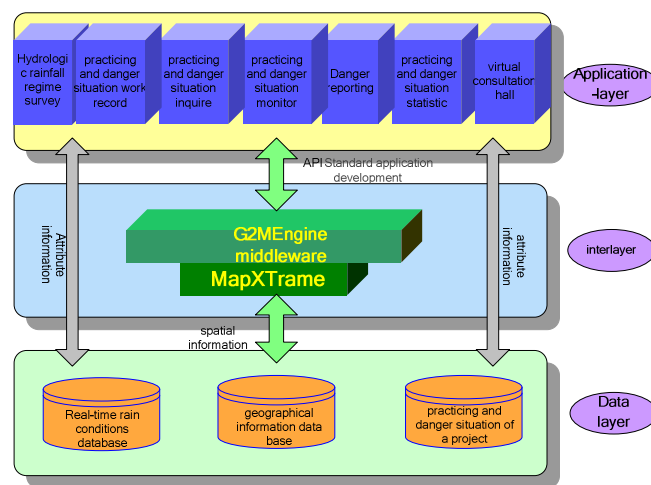 Hydrologi
c rainfall
regime
survey
practicing
and danger
situation work
record
practicing
and danger
situation
inquire
practicing
and danger
situation
monitor
Danger
reporting
practicing
and danger
situation
statistic
virtual
consultation
hall
Application
-layer
API Standard application
development
G2MEngine
middleware
MapXTrame
Attribute
information
attribute
information
interlayer
spatial
information
Real-time rain
conditions
database
geographical
information data
base
practicing and
danger situation of
a project
Data
layer